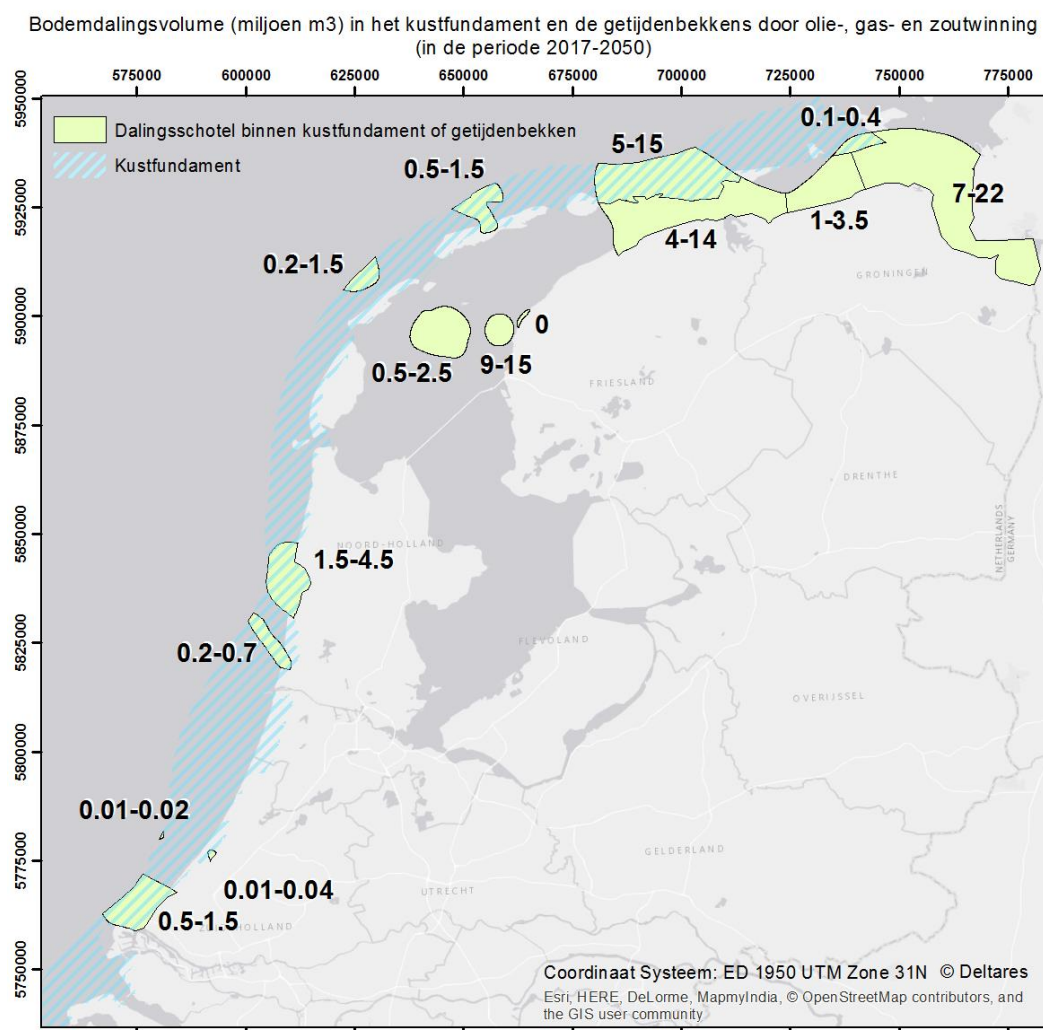 Bodemdalingsvolume (miljoen m3) in het kustfundament en de getijdenbekkens door olie-, gas- en zoutwinning
(in de periode 2017-2050)
575000 600000 625000 650000 675000 700000 725000 750000 775000
5950000
5925000
5900000
5875000
5850000
5825000
5800000
5775000
5750000
Dalingsschotel binnen kustfundament of getijdenbekken
Kustfundament
0.1-0.4
5-15
0.5-1.5
7-22
1-3.5
4-14
0.2-1.5
GRONINGEN
0
0.5-2.5
9-15
FRIESLAND
DRENTHE
NETHERLANDS
GERMANY
NOORD-HOLLAND
1.5-4.5
0.2-0.7
FLEVOLAND
OVERIJSSEL
0.01-0.02
GELDERLAND
0.01-0.04
UTRECHT
0.5-1.5
ZUID-HOLLAND
Coordinaat Systeem: ED 1950 UTM Zone 31N © Deltares
Esri, HERE, DeLorme, MapmyIndia, © OpenStreetMap contributors, and
the GIS user community